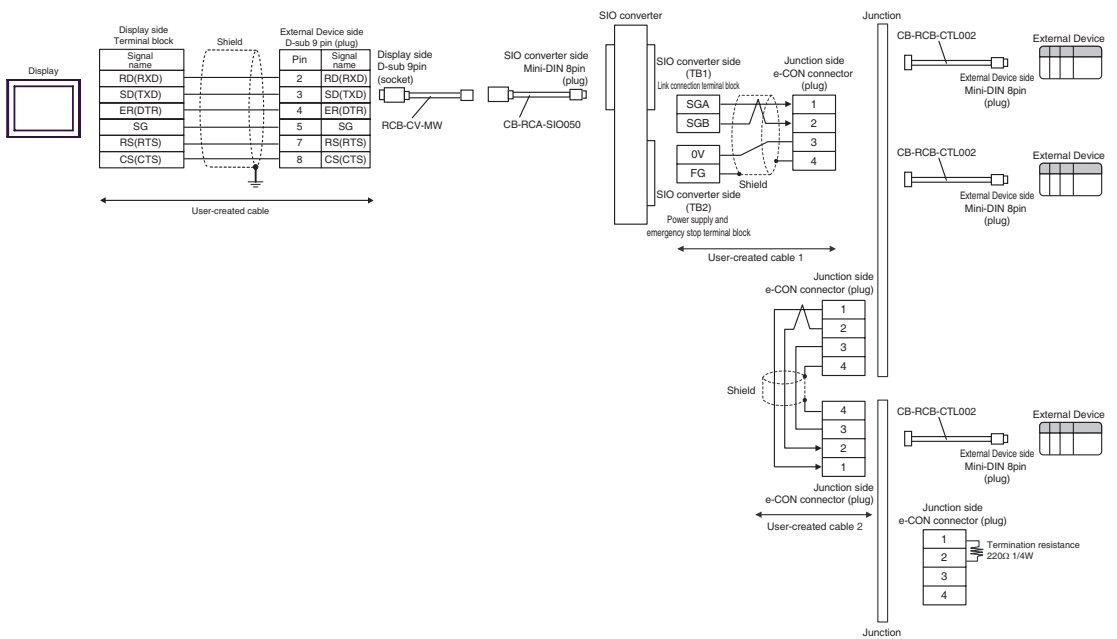 Display
Display side
Terminal block
Signal
name
RD(RXD)
SD(TXD)
ER(DTR)
SG
RS(RTS)
CS(CTS)
Shield
External Device side
D-sub 9 pin (plug)
Pin
Signal
name
2 RD(RXD)
3 SD(TXD)
4 ER(DTR)
5 SG
7 RS(RTS)
8 CS(CTS)
User-created cable
Display side
D-sub 9pin
(socket)
RCB-CV-MW
SIO converter side
Mini-DIN 8pin
(plug)
CB-RCA-SIO050
SIO converter
SIO converter side
(TB1)
Link connection terminal block
SGA
SGB
0V
FG
Shield
SIO converter side
(TB2)
Power supply and
emergency stop terminal block
Junction side
e-CON connector
(plug)
1
2
3
4
User-created cable 1
Junction
CB-RCB-CTL002
External Device
External Device side
Mini-DIN 8pin
(plug)
CB-RCB-CTL002
External Device
External Device side
Mini-DIN 8pin
(plug)
Junction side
e-CON connector (plug)
1
2
3
4
Shield
4
3
2
1
Junction side
e-CON connector (plug)
User-created cable 2
CB-RCB-CTL002
External Device
External Device side
Mini-DIN 8pin
(plug)
Junction side
e-CON connector (plug)
1
2
3
4
Termination resistance
220Ω 1/4W
Junction